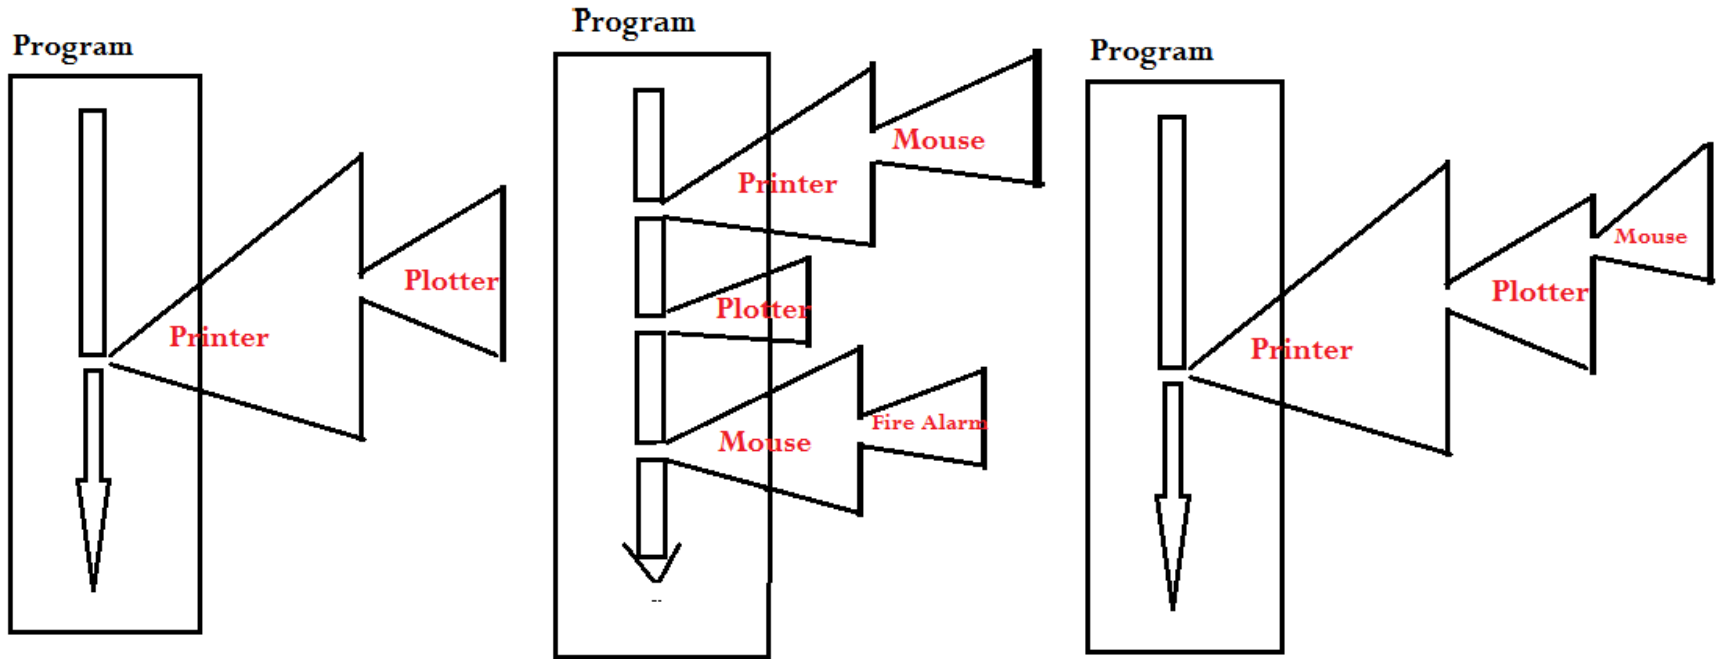 Program
Printer
Plotter
Program
Mouse
Printer
Plotter
Mouse
Fire Alarm
--
Program
Mouse
Plotter
Printer